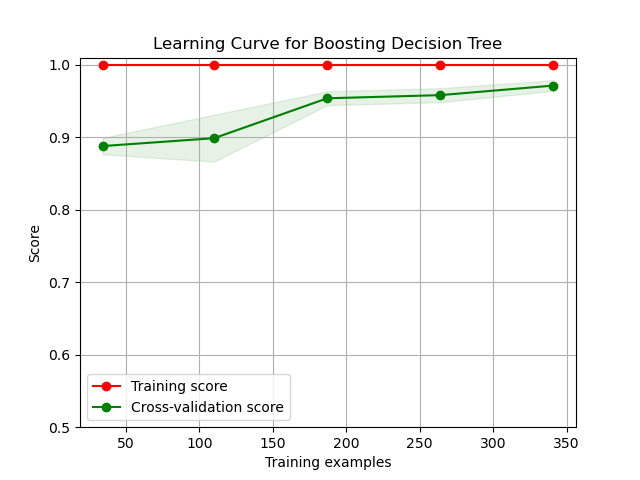 Learning Curve for Boosting Decision Tree
1.0
0.9
0.8
0.7
0.6
0.5
Score
Training score
Cross-validation score
50
100
150
200
250
300
350
Training examples